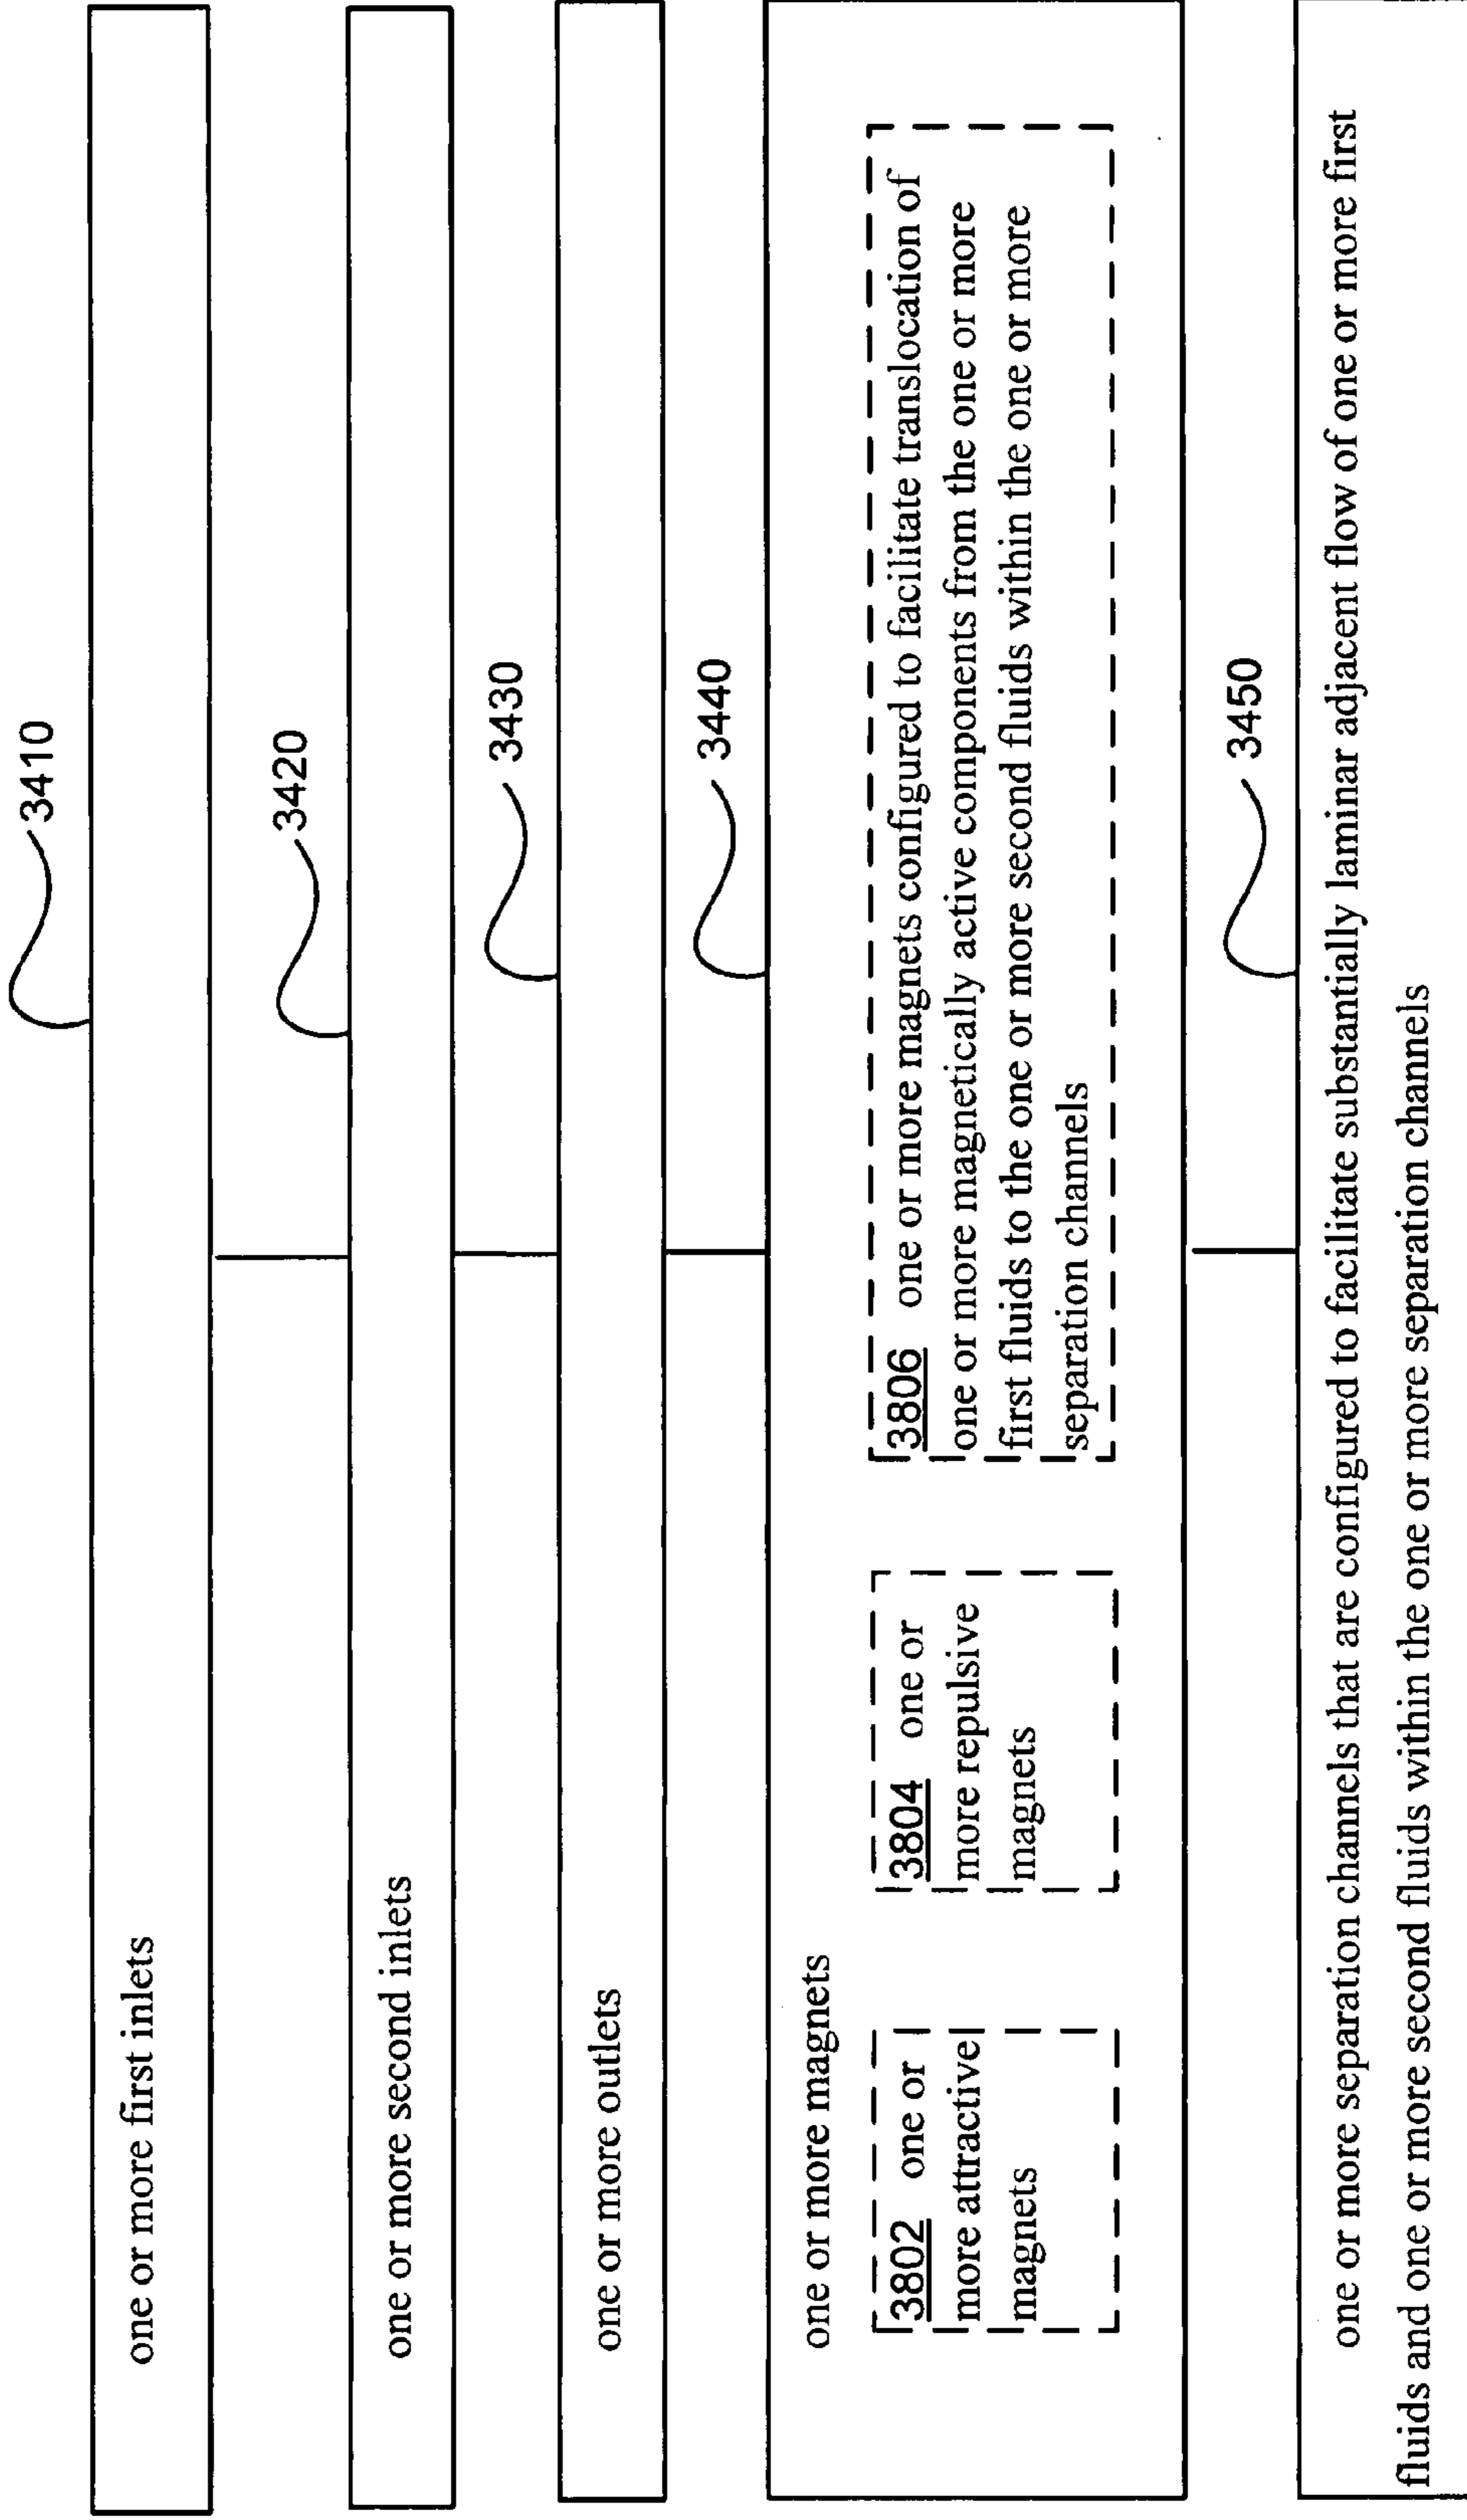 3410
one or more first inlets
3420
one or more second inlets
3430
one or more outlets
3440
one or more magnets
3802 one or
more attractive
magnets
3804 one or
more repulsive
magnets
3806 one or more magnets configured to facilitate translocation of
one or more magnetically active components from the one or more
first fluids to the one or more second fluids within the one or more
separation channels
3450
one or more separation channels that are configured to facilitate substantially laminar adjacent flow of one or more first
fluids and one or more second fluids within the one or more separation channels